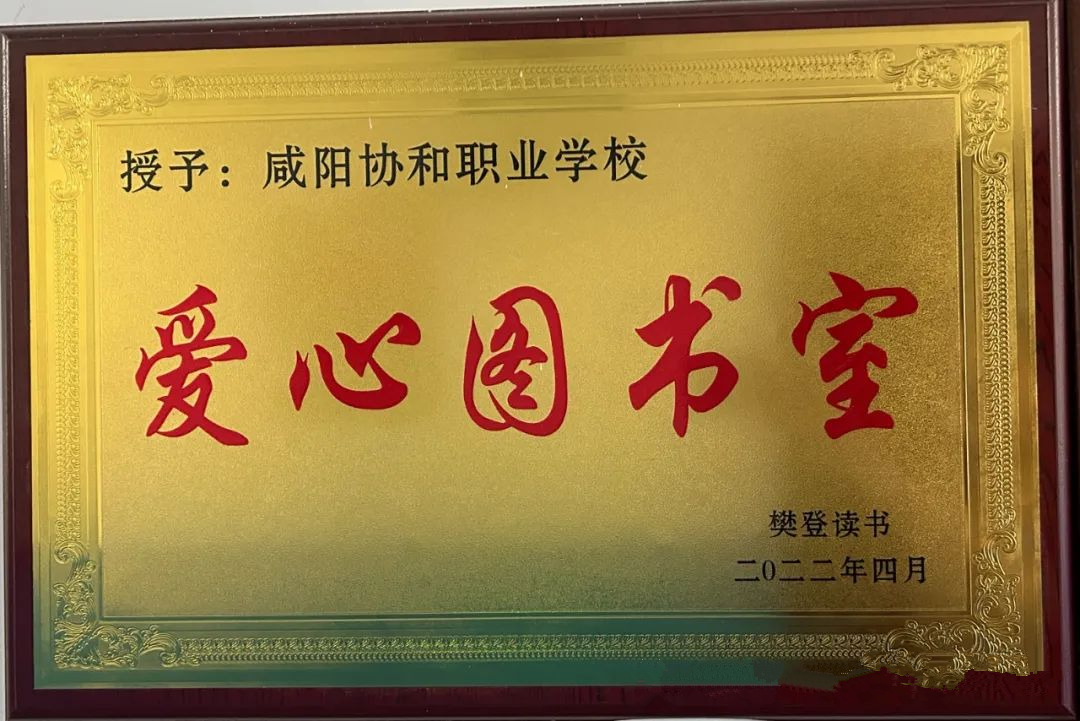 授予：咸阳协和职业学校
爱心图书室
樊登读书
二0二二年四月